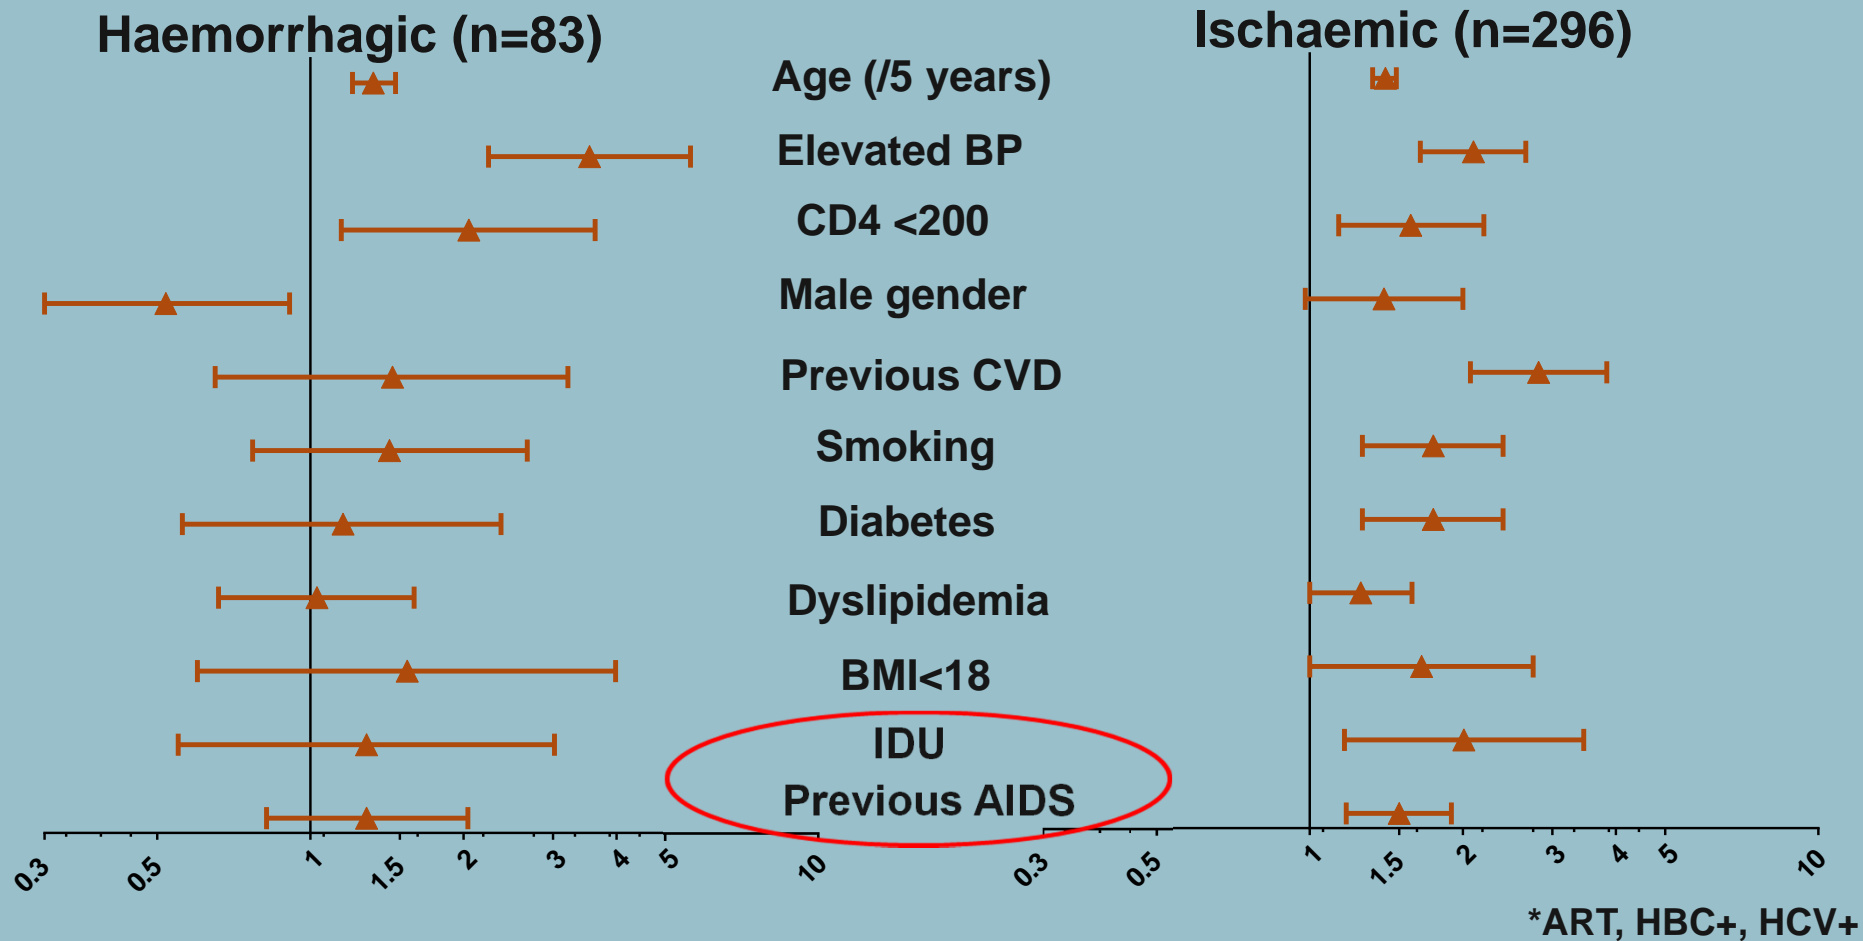 Haemorrhagic (n=83)
Ischaemic (n=296)
Age (/5 years)
Elevated BP
CD4 <200
Male gender
Previous CVD
Smoking
Diabetes
Dyslipidemia
BMI<18
IDU
Previous AIDS
0.3 0.5 1 1.5 2 3 4 5 10
0.3 0.5 1 1.5 2 3 4 5 10
*ART, HBC+, HCV+